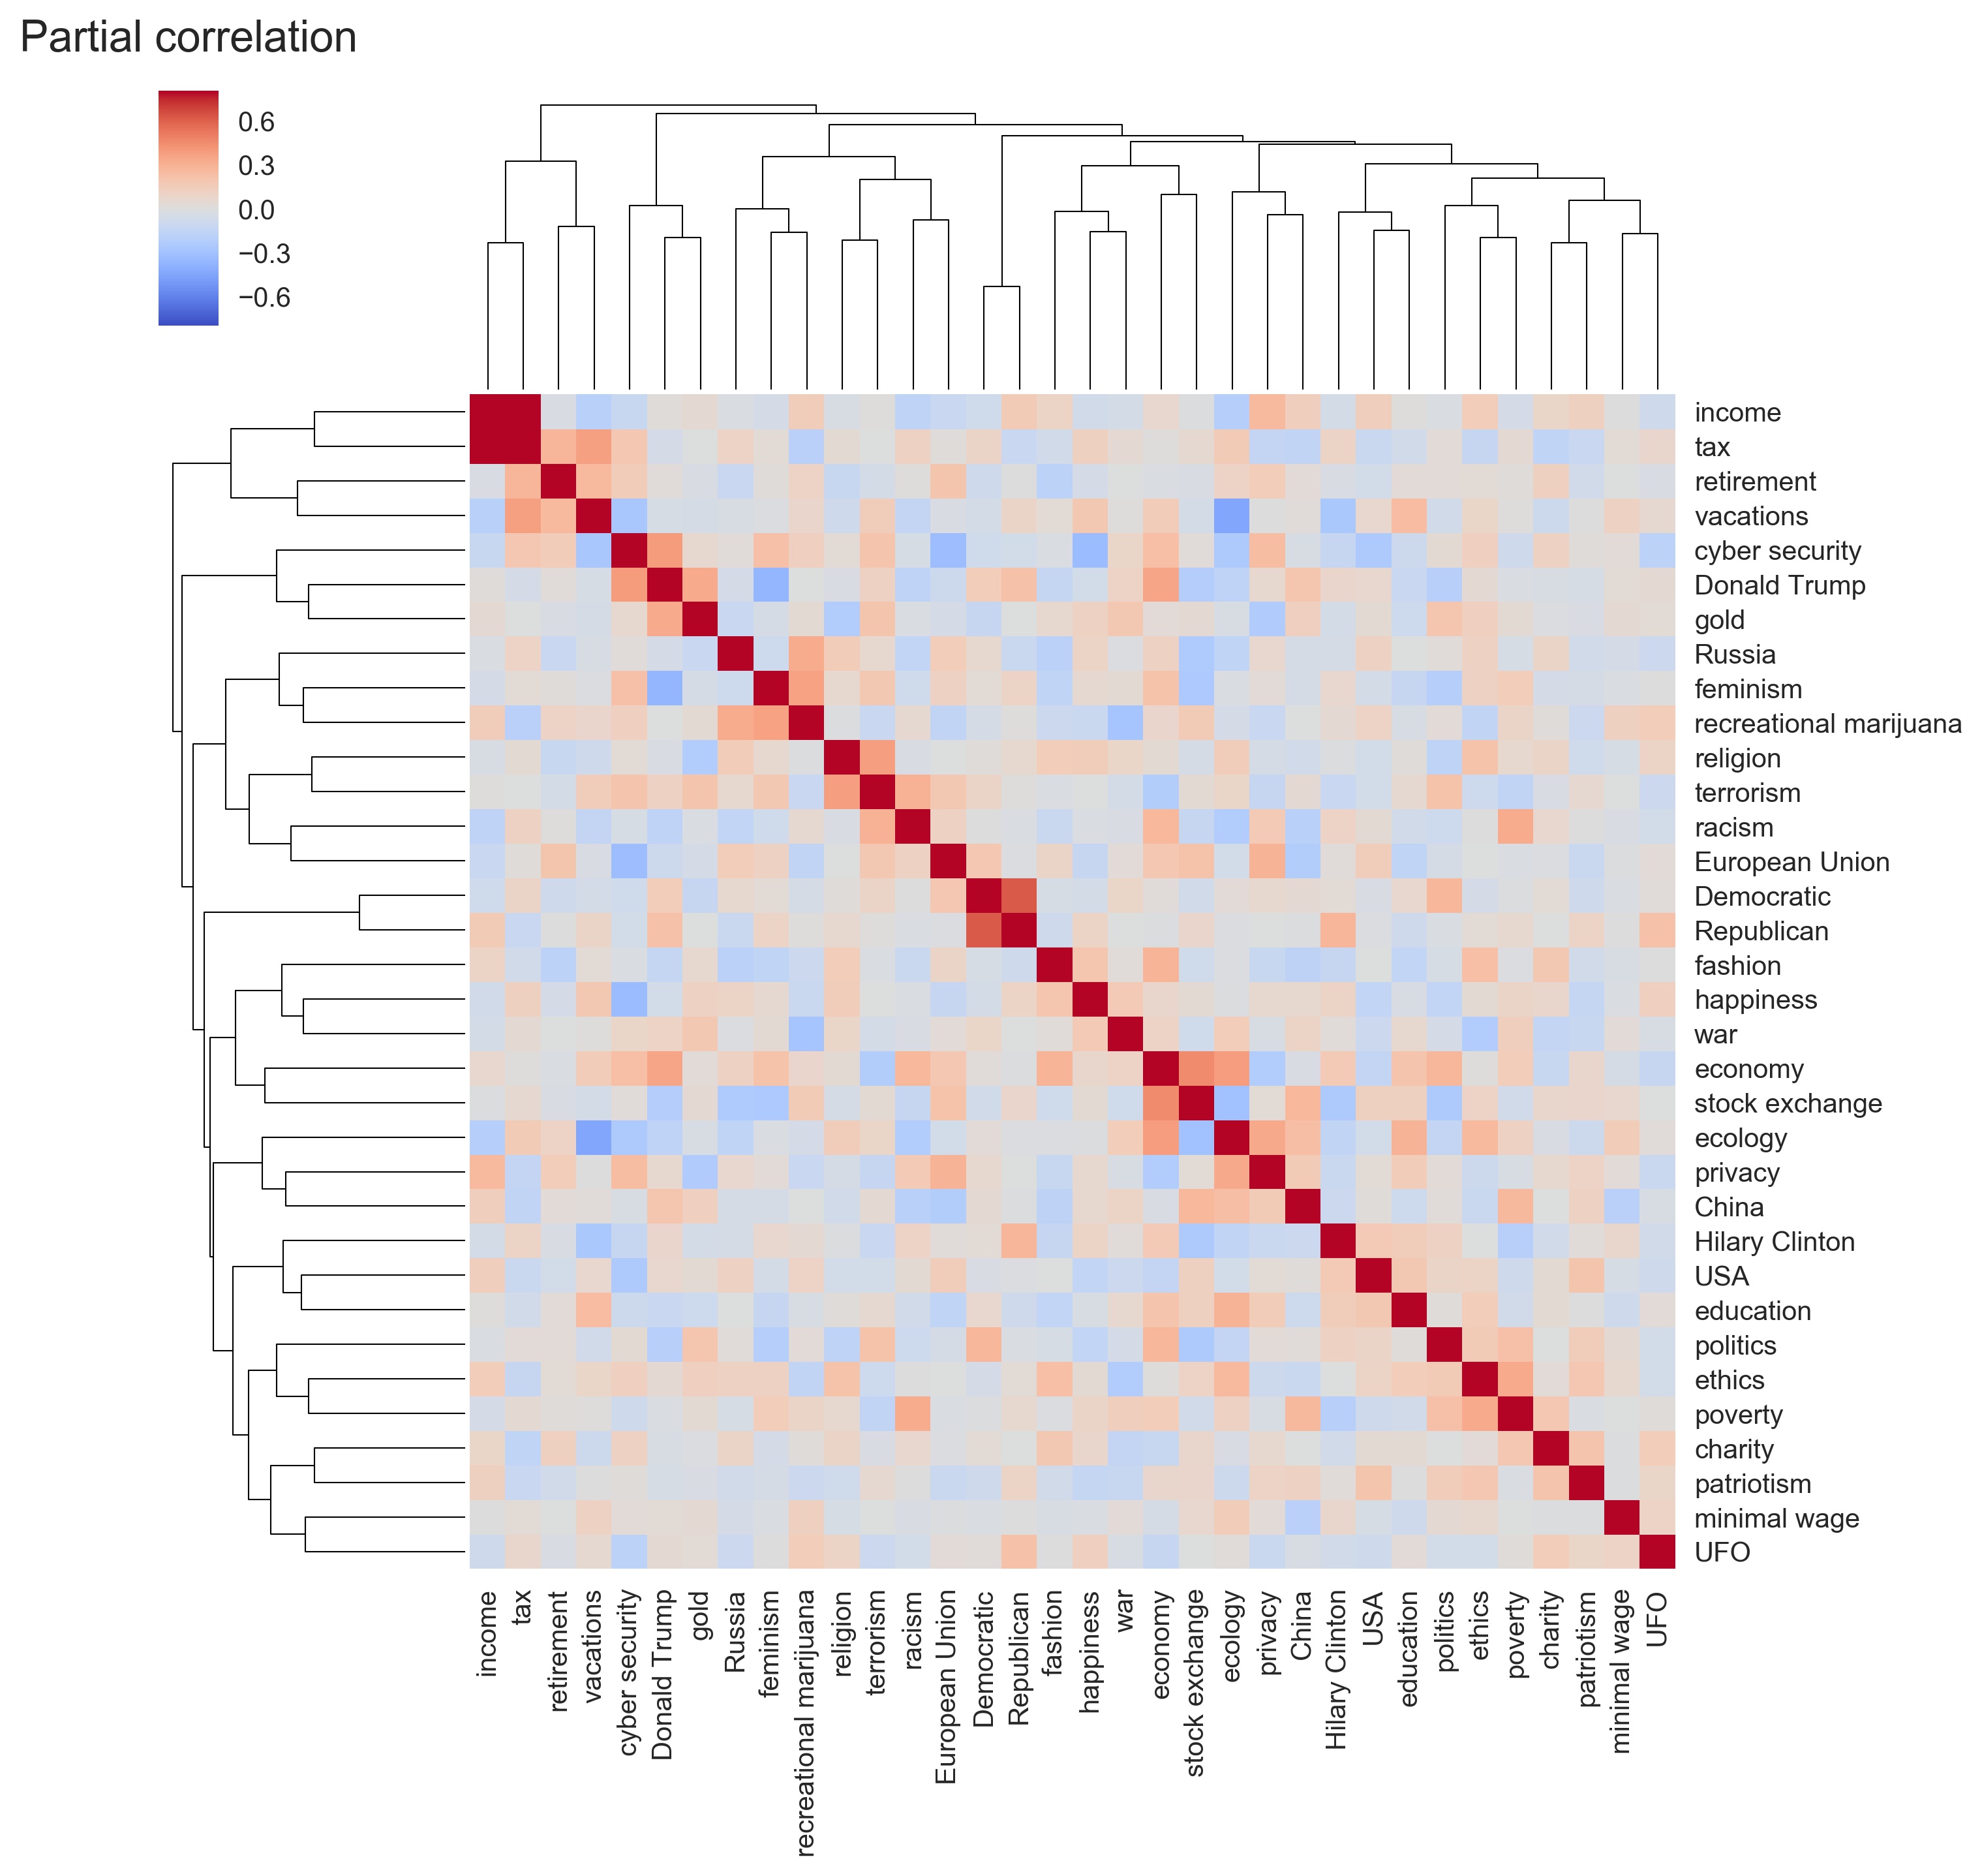 Partial correlation
0.6
0.3
0.0
−0.3
−0.6
income
tax
retirement
vacations
cyber security
Donald Trump
gold
Russia
feminism
recreational marijuana
religion
terrorism
racism
European Union
Democratic
Republican
fashion
happiness
war
economy
stock exchange
ecology
privacy
China
Hilary Clinton
USA
education
politics
ethics
poverty
charity
patriotism
minimal wage
UFO
income
tax
retirement
vacations
cyber security
Donald Trump
gold
Russia
feminism
recreational marijuana
religion
terrorism
racism
European Union
Democratic
Republican
fashion
happiness
war
economy
stock exchange
ecology
privacy
China
Hilary Clinton
USA
education
politics
ethics
poverty
charity
patriotism
minimal wage
UFO